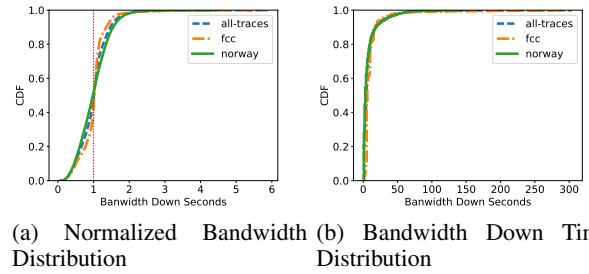 1.0
0.8
0.6
0.4
0.2
0.0
CDF
0 1 2 3 4 5 6
Banwidth Down Seconds
all-traces
fcc
norway
1.0
0.8
0.6
0.4
0.2
0.0
CDF
0 50 100 150 200 250 300
Banwidth Down Seconds
all-traces
fcc
norway
(a) Normalized Bandwidth
Distribution
(b) Bandwidth Down Tim
Distribution